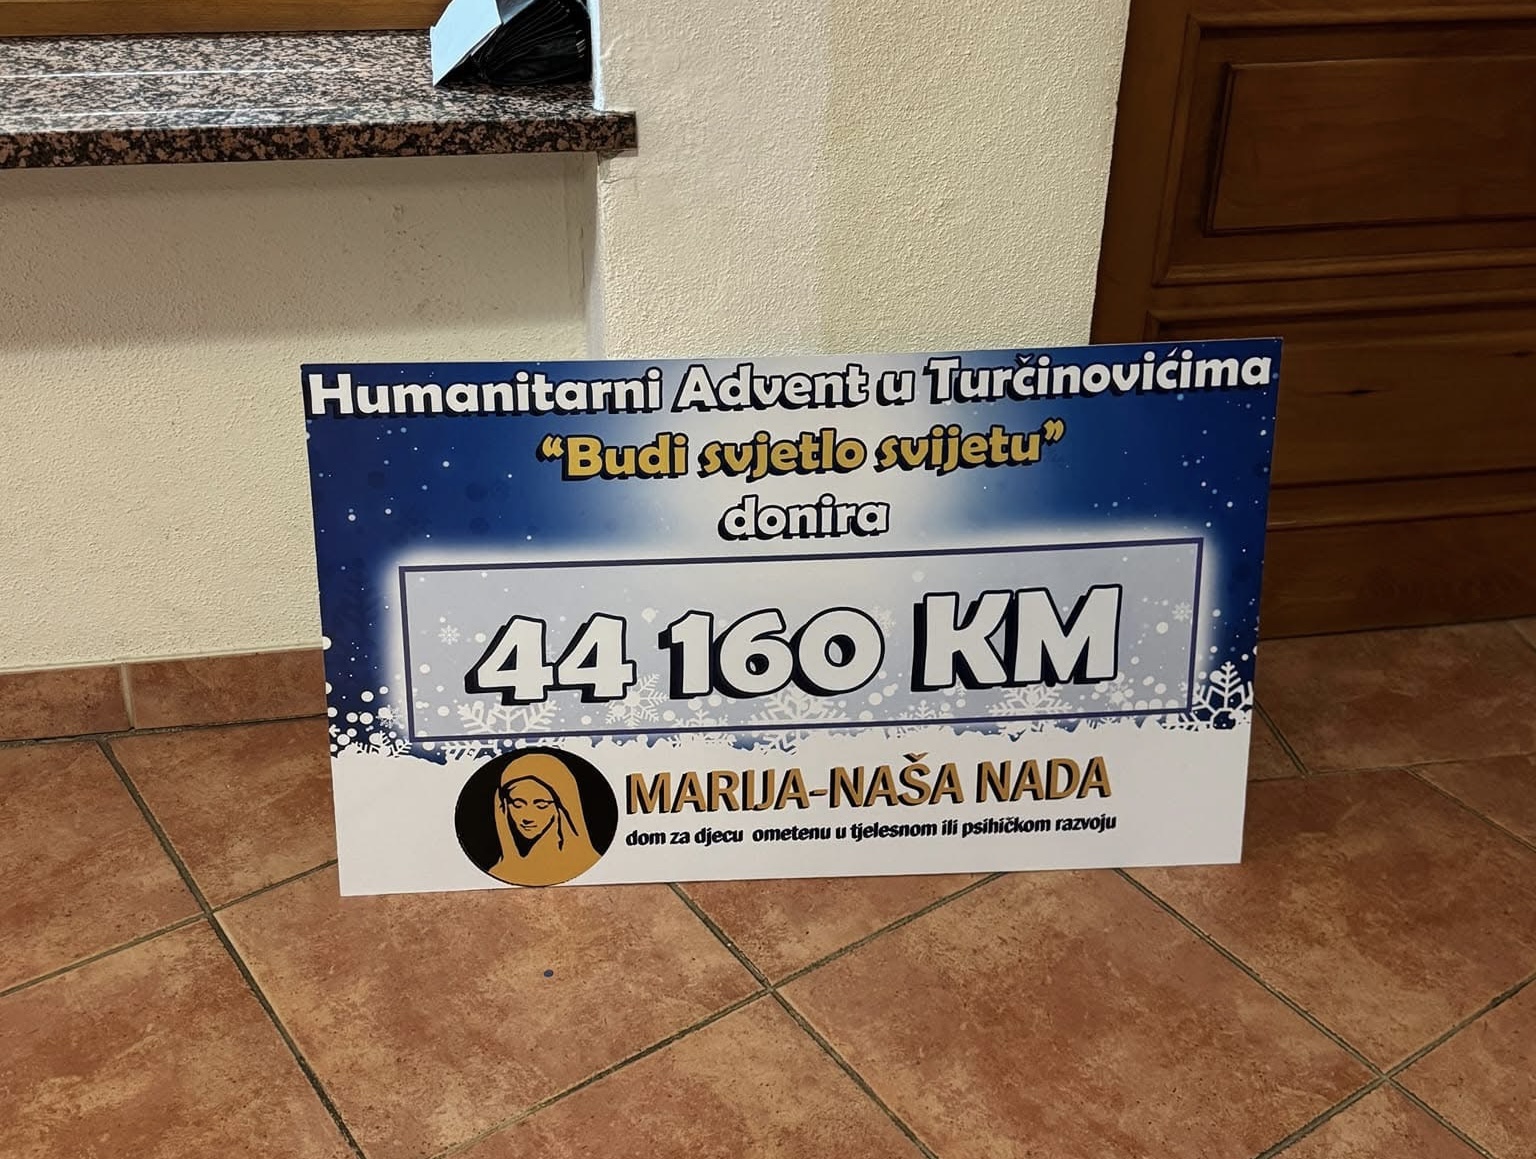 Humanitarni Advent u Turčinovićima
“Budi svjetlo svijetu”
donira
44 160 KM
MARIJA-NAŠA NADA
dom za djecu ometenu u tjelesnom ili psihičkom razvoju